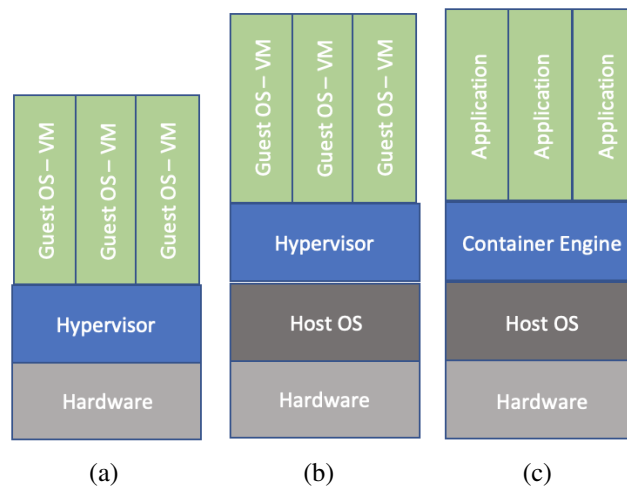 Guest OS – VM
Guest OS – VM
Guest OS – VM
Hypervisor
Hardware
(a)
Guest OS – VM
Guest OS – VM
Guest OS – VM
Hypervisor
Host OS
Hardware
(b)
Application
Application
Application
Container Engine
Host OS
Hardware
(c)